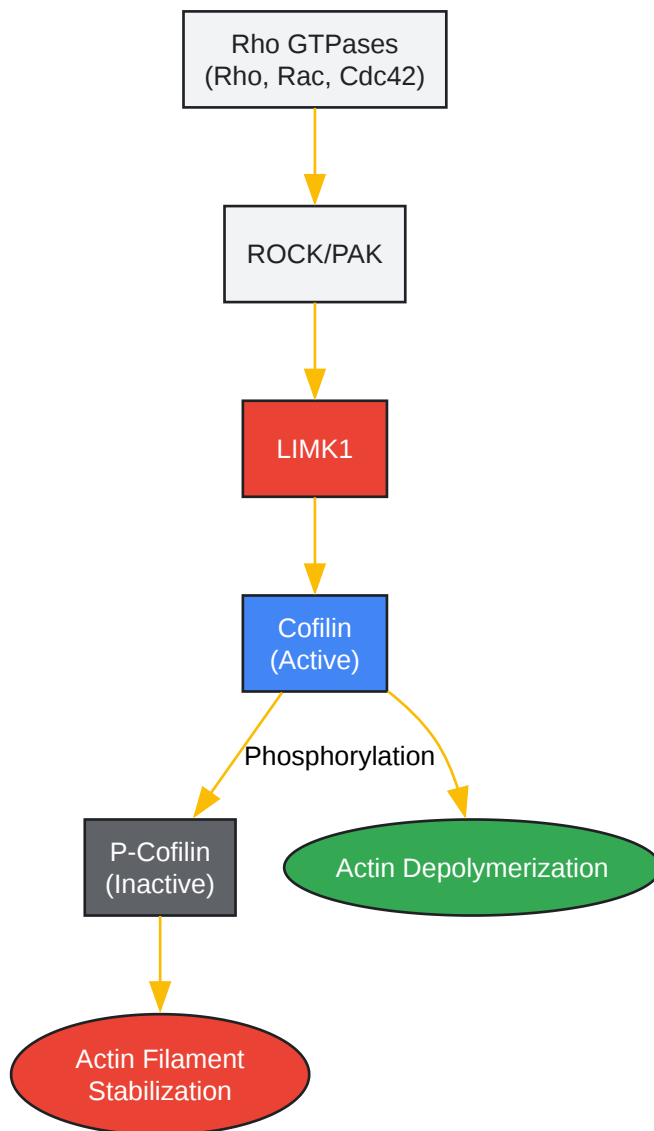 Rho GTPases
(Rho, Rac, Cdc42)
ROCK/PAK
LIMK1
Cofilin
(Active)
Phosphorylation
P-Cofilin
(Inactive)
Actin Depolymerization
Actin Filament
Stabilization